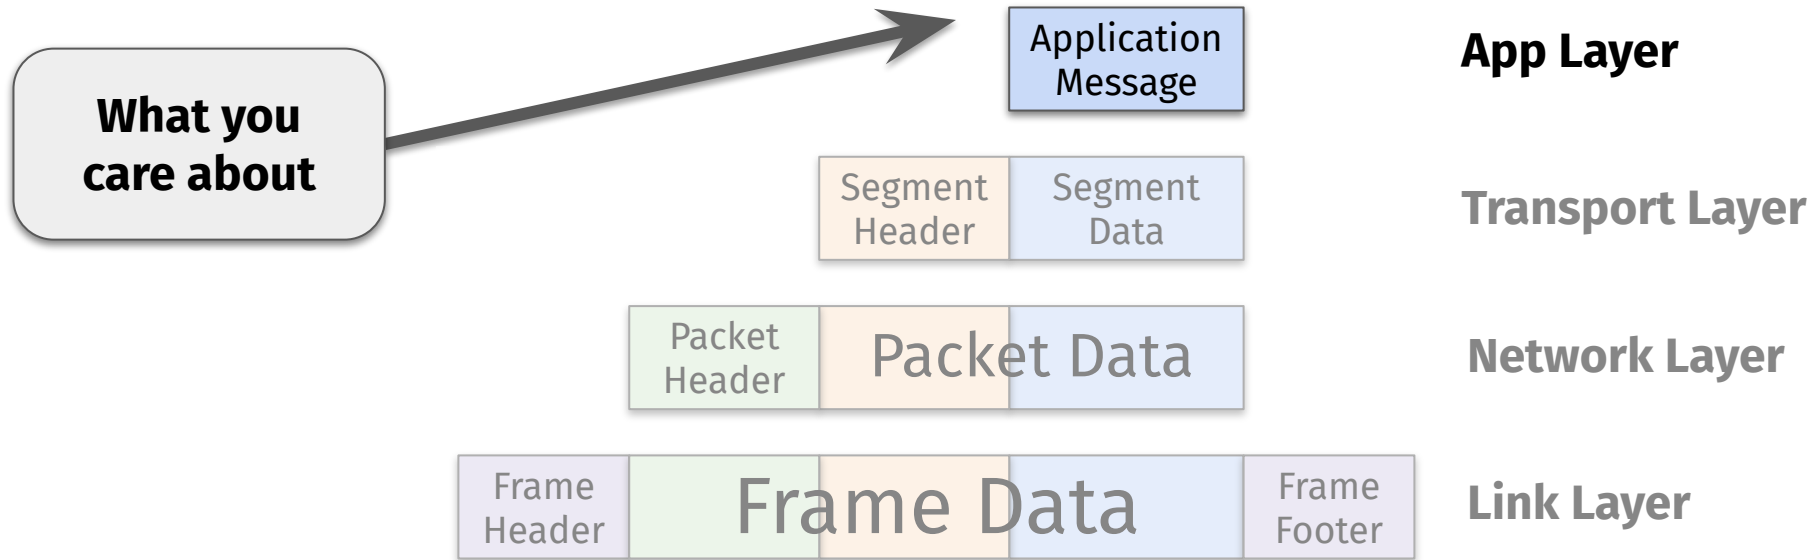 What you
care about
Application
Message
App Layer
Segment
Header
Segment
Data
Transport Layer
Packet
Header
Packet Data
Network Layer
Frame
Header
Frame Data
Frame
Footer
Link Layer